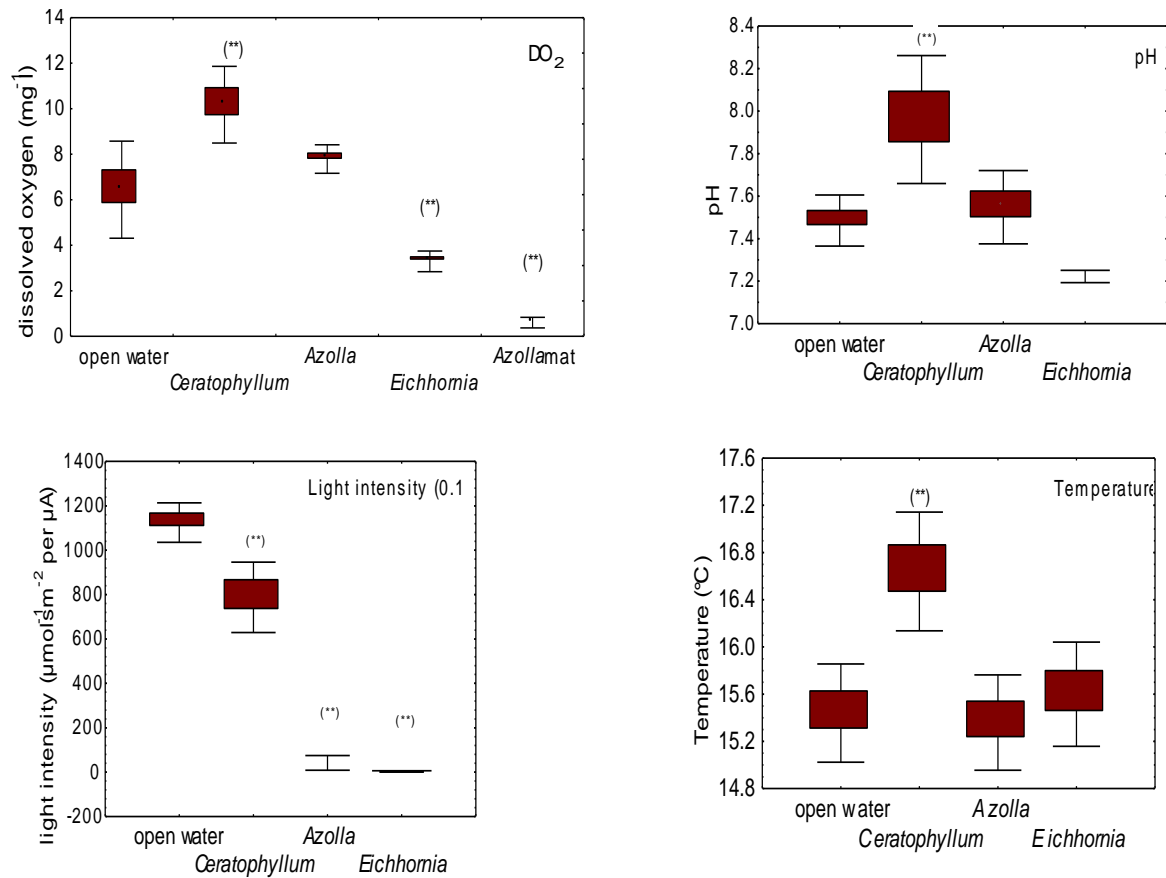 14
12
10
8
6
4
2
0
dissolved oxygen (mg-1l)
(**)
(**)
(**)
DO2
open water
Ceratophyllum
Azolla
Eichhornia
Azollamat
8.4
8.2
8.0
7.8
7.6
7.4
7.2
7.0
pH
(**)
pH
open water
Ceratophyllum
Azolla
Eichhornia
1400
1200
1000
800
600
400
200
0
-200
light intensity (µmol-1sm-2 per µA)
(**)
(**)
(**)
Light intensity (0.1
open water
Ceratophyllum
Azolla
Eichhornia
17.6
17.2
16.8
16.4
16.0
15.6
15.2
14.8
Temperature (°C)
(**)
Temperature
open water
Ceratophyllum
Azolla
Eichhornia